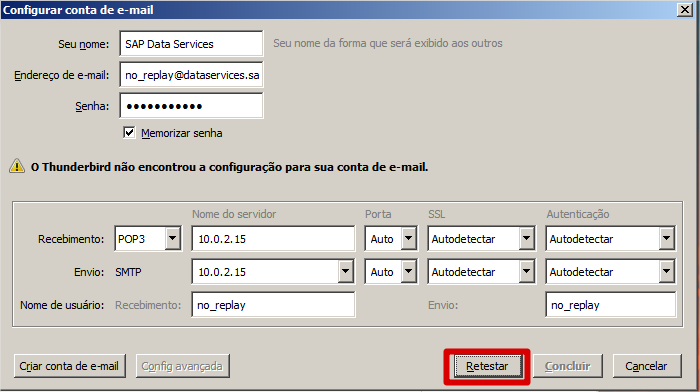 Configurar conta de e-mail
Seu nome: SAP Data Services Seu nome da forma que será exibido aos outros
Endereço de e-mail: no_replay@dataservices.sa
Senha: ●●●●●●●●●●●
Memorizar senha
O Thunderbird não encontrou a configuração para sua conta de e-mail.
Nome do servidor Porta SSL Autenticação
Recebimento: POP3 10.0.2.15 Auto Autodetectar Autodetectar
Envio: SMTP 10.0.2.15 Auto Autodetectar Autodetectar
Nome de usuário: Recebimento: no_replay Envio: no_replay
Criar conta de e-mail Config avançada Retestar Concluir Cancelar